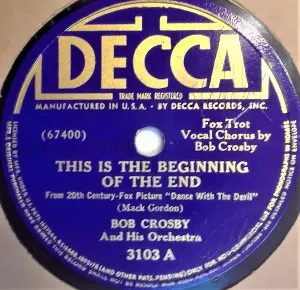 DECCA
TRADE MARK REGISTERED
MANUFACTURED IN U.S.A. · BY DECCA RECORDS, INC.
(67400)
Fox Trot
Vocal Chorus by
Bob Crosby
THIS IS THE BEGINNING
OF THE END
From 20th Century-Fox Picture "Dance With The Devil"
(Mack Gordon)
BOB CROSBY
And His Orchestra
3103 A